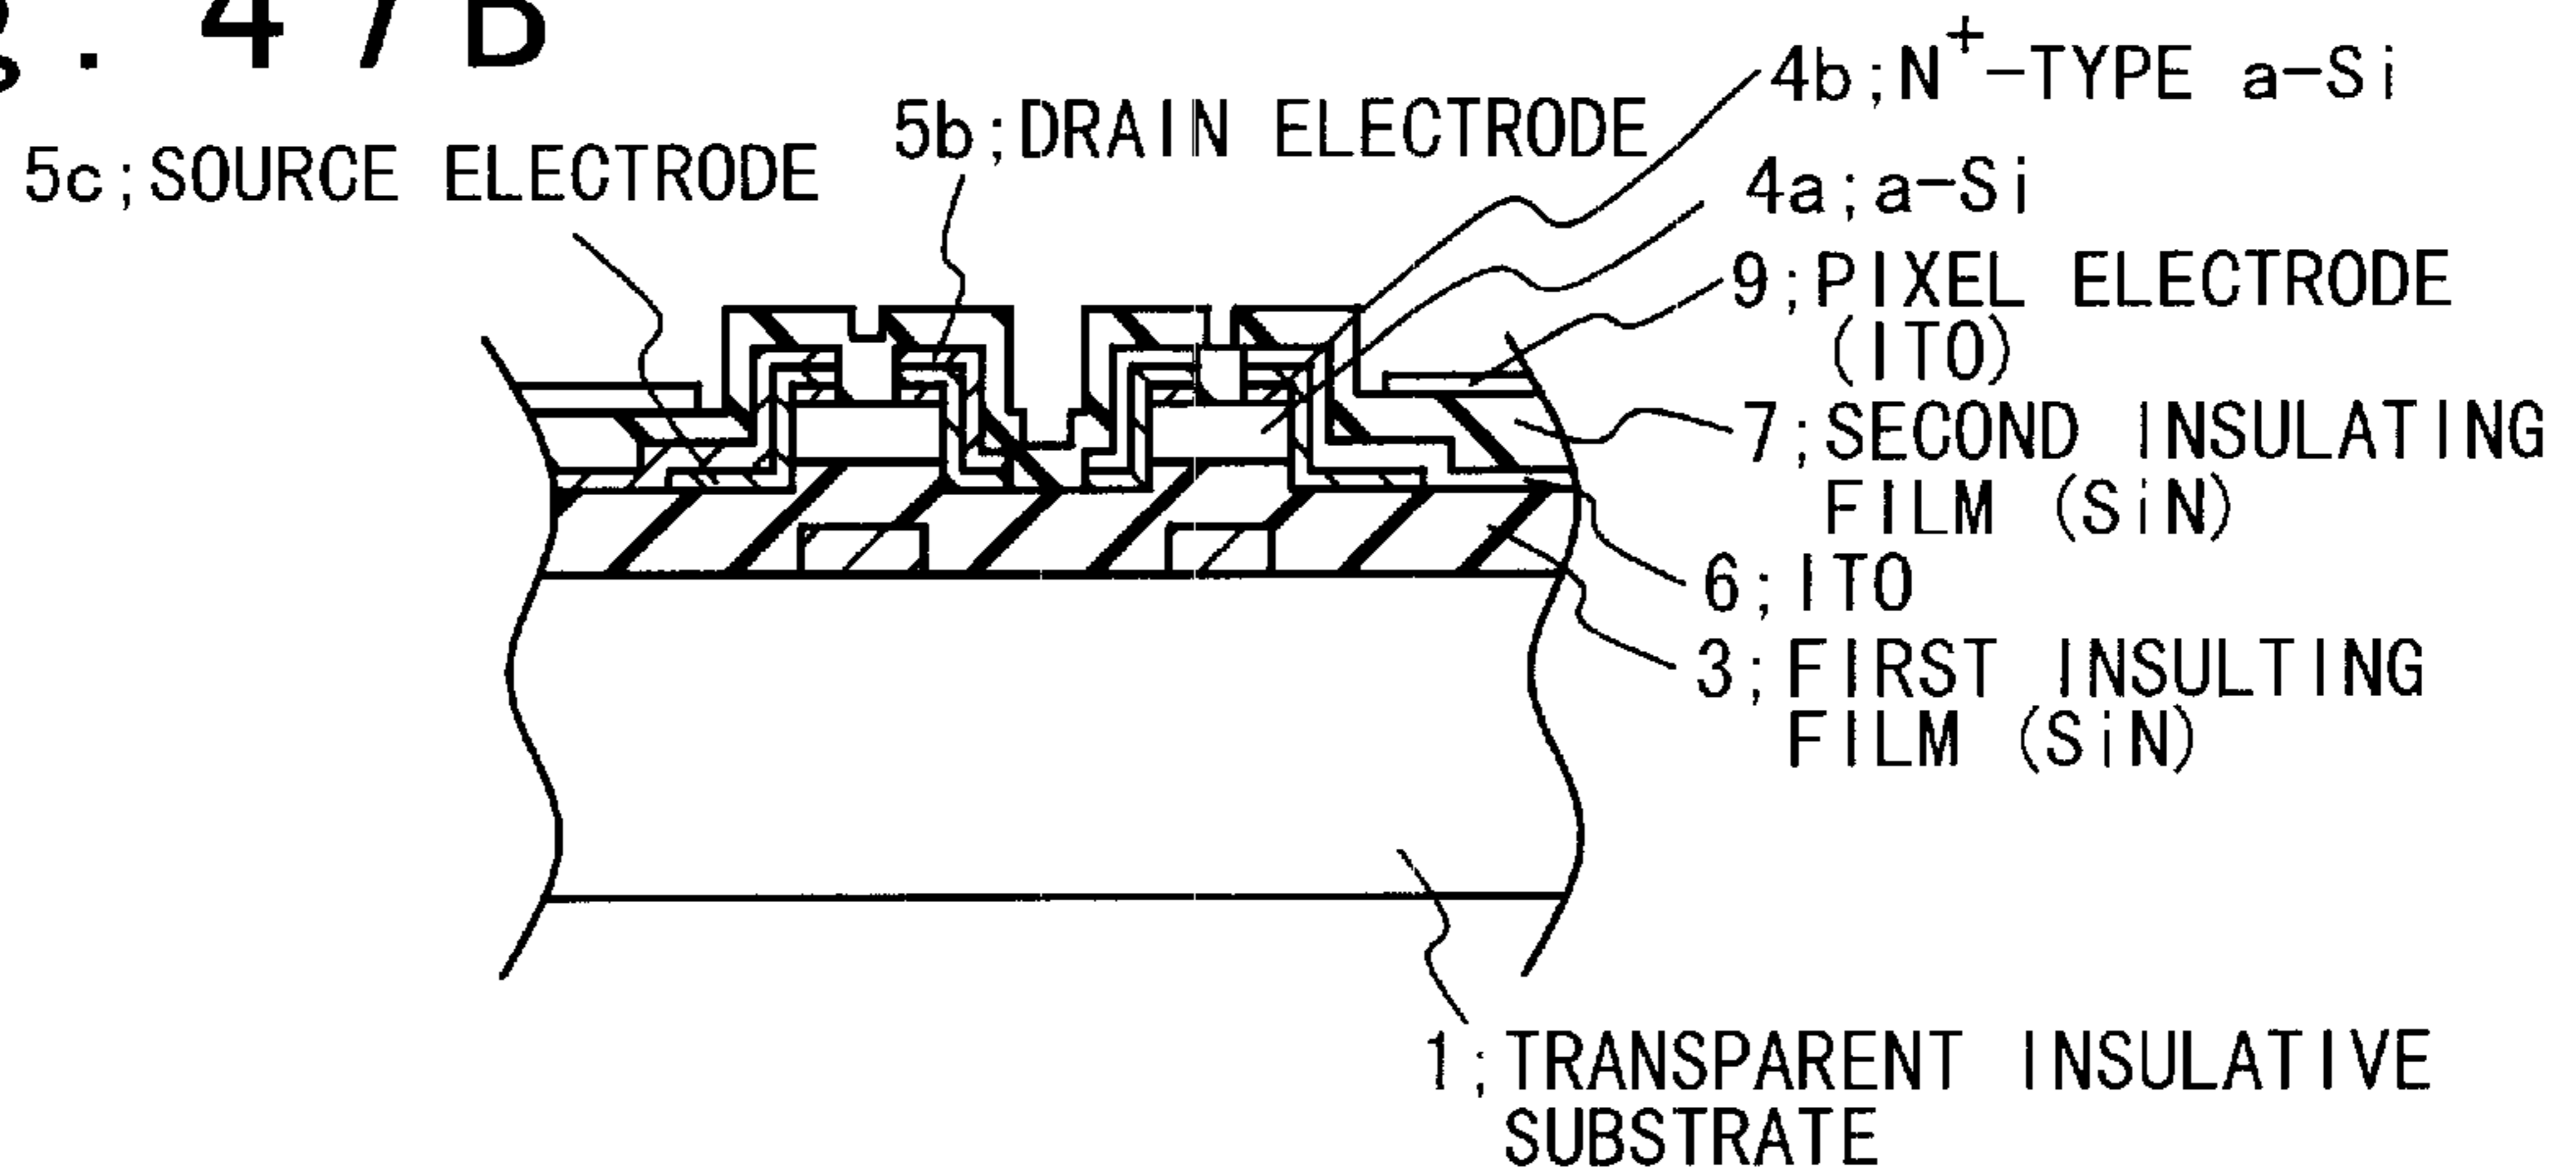 g. 47B
4b;N+-TYPE a-Si
5b;DRAIN ELECTRODE
5c;SOURCE ELECTRODE
4a;a-Si
9;PIXEL ELECTRODE
(ITO)
7;SECOND INSULATING
FILM (SiN)
6;ITO
3;FIRST INSULTING
FILM (SiN)
1;TRANSPARENT INSULATIVE
SUBSTRATE